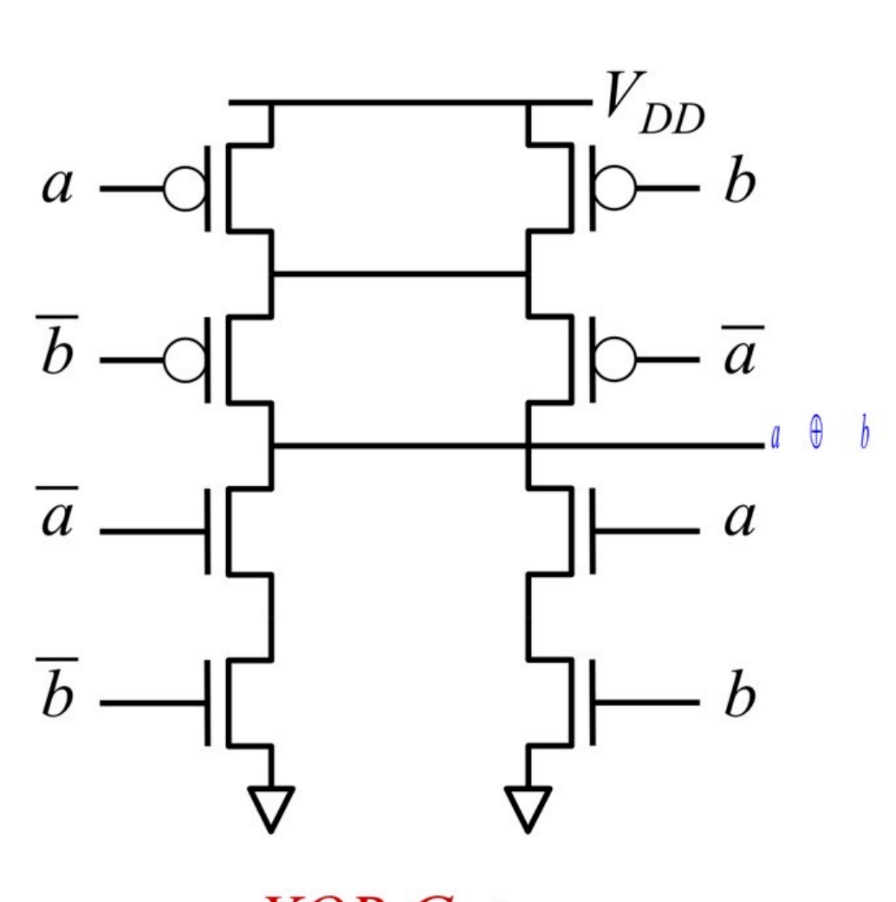 V_DD
a b
b̅ a̅
a ⊕ b
a̅ a
b̅ b